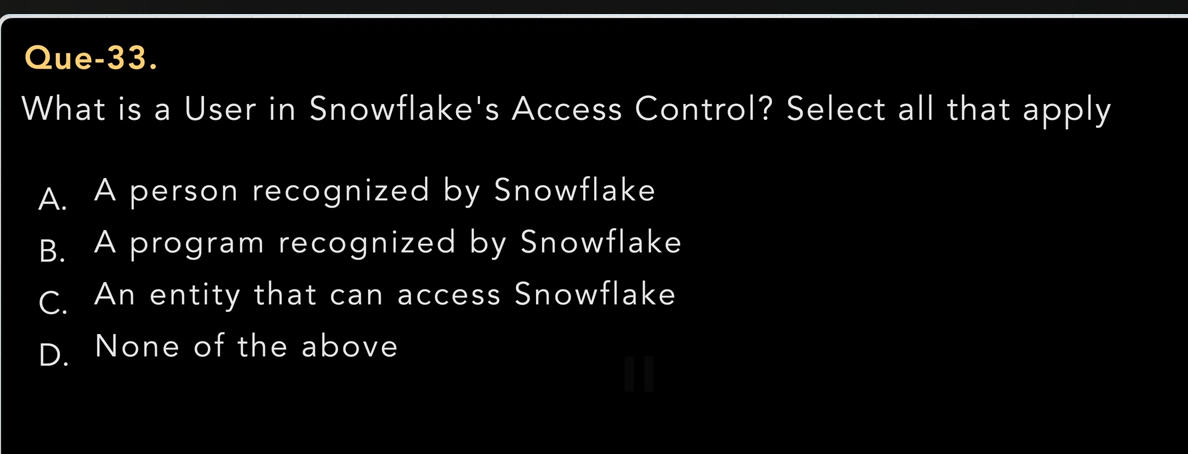 Que-33.
What is a User in Snowflake's Access Control? Select all that apply
A. A person recognized by Snowflake
B. A program recognized by Snowflake
C. An entity that can access Snowflake
D. None of the above